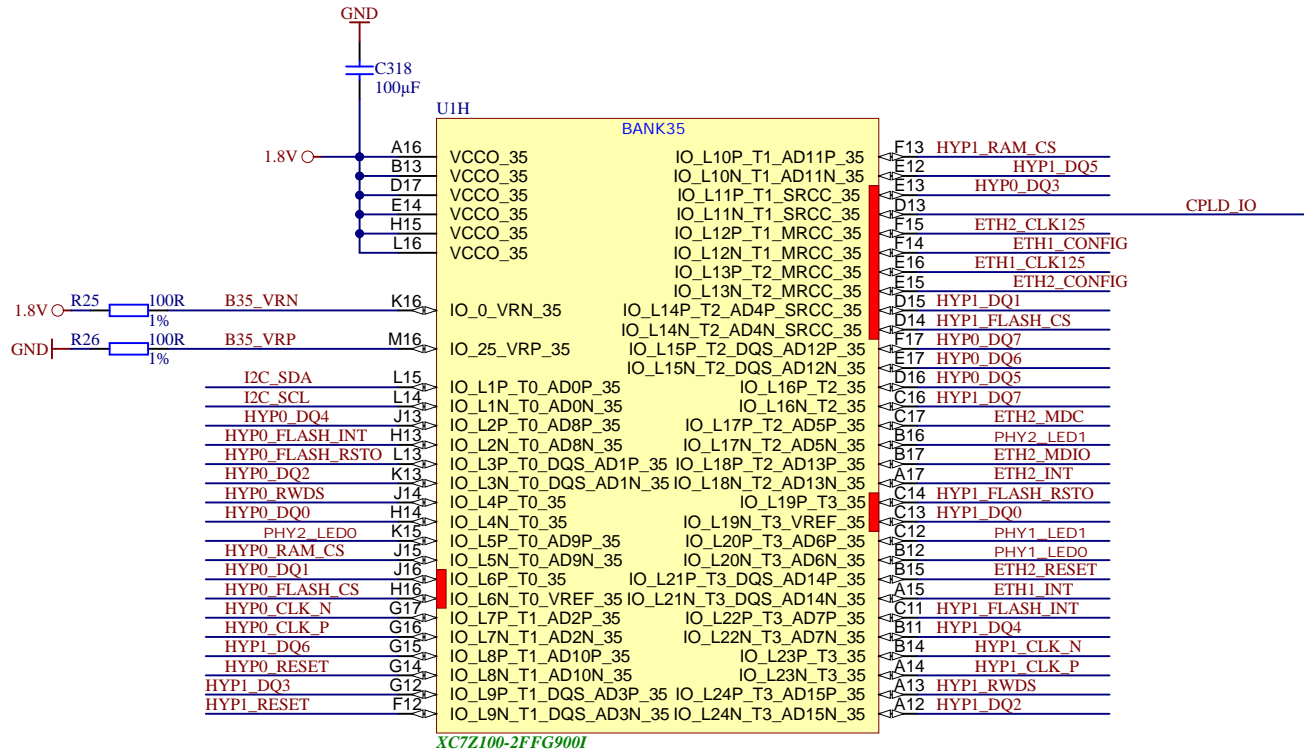 GND
C318
100µF
U1H
BANK35
1.8V
A16 VCCO_35
B13 VCCO_35
D17 VCCO_35
E14 VCCO_35
H15 VCCO_35
L16 VCCO_35
1.8V R25 100R 1% B35_VRN K16 IO_0_VRN_35
GND R26 100R 1% B35_VRP M16 IO_25_VRP_35
I2C_SDA L15 IO_L1P_T0_AD0P_35
I2C_SCL L14 IO_L1N_T0_AD0N_35
HYP0_DQ4 J13 IO_L2P_T0_AD8P_35
HYP0_FLASH_INT H13 IO_L2N_T0_AD8N_35
HYP0_FLASH_RSTO L13 IO_L3P_T0_DQS_AD1P_35
HYP0_DQ2 K13 IO_L3N_T0_DQS_AD1N_35
HYP0_RWDS J14 IO_L4P_T0_35
HYP0_DQ0 H14 IO_L4N_T0_35
PHY2_LED0 K15 IO_L5P_T0_AD9P_35
HYP0_RAM_CS J15 IO_L5N_T0_AD9N_35
HYP0_DQ1 J16 IO_L6P_T0_35
HYP0_FLASH_CS H16 IO_L6N_T0_VREF_35
HYP0_CLK_N G17 IO_L7P_T1_AD2P_35
HYP0_CLK_P G16 IO_L7N_T1_AD2N_35
HYP1_DQ6 G15 IO_L8P_T1_AD10P_35
HYP0_RESET G14 IO_L8N_T1_AD10N_35
HYP1_DQ3 G12 IO_L9P_T1_DQS_AD3P_35
HYP1_RESET F12 IO_L9N_T1_DQS_AD3N_35
IO_L10P_T1_AD11P_35 F13 HYP1_RAM_CS
IO_L10N_T1_AD11N_35 E12 HYP1_DQ5
IO_L11P_T1_SRCC_35 E13 HYP0_DQ3
IO_L11N_T1_SRCC_35 D13 CPLD_IO
IO_L12P_T1_MRCC_35 F15 ETH2_CLK125
IO_L12N_T1_MRCC_35 F14 ETH1_CONFIG
IO_L13P_T2_MRCC_35 E16 ETH1_CLK125
IO_L13N_T2_MRCC_35 E15 ETH2_CONFIG
IO_L14P_T2_AD4P_SRCC_35 D15 HYP1_DQ1
IO_L14N_T2_AD4N_SRCC_35 D14 HYP1_FLASH_CS
IO_L15P_T2_DQS_AD12P_35 F17 HYP0_DQ7
IO_L15N_T2_DQS_AD12N_35 E17 HYP0_DQ6
IO_L16P_T2_35 D16 HYP0_DQ5
IO_L16N_T2_35 C16 HYP1_DQ7
IO_L17P_T2_AD5P_35 C17 ETH2_MDC
IO_L17N_T2_AD5N_35 B16 PHY2_LED1
IO_L18P_T2_AD13P_35 B17 ETH2_MDIO
IO_L18N_T2_AD13N_35 A17 ETH2_INT
IO_L19P_T3_35 C14 HYP1_FLASH_RSTO
IO_L19N_T3_VREF_35 C13 HYP1_DQ0
IO_L20P_T3_AD6P_35 C12 PHY1_LED1
IO_L20N_T3_AD6N_35 B12 PHY1_LED0
IO_L21P_T3_DQS_AD14P_35 B15 ETH2_RESET
IO_L21N_T3_DQS_AD14N_35 A15 ETH1_INT
IO_L22P_T3_AD7P_35 C11 HYP1_FLASH_INT
IO_L22N_T3_AD7N_35 B11 HYP1_DQ4
IO_L23P_T3_35 B14 HYP1_CLK_N
IO_L23N_T3_35 A14 HYP1_CLK_P
IO_L24P_T3_AD15P_35 A13 HYP1_RWDS
IO_L24N_T3_AD15N_35 A12 HYP1_DQ2
XC7Z100-2FFG900I